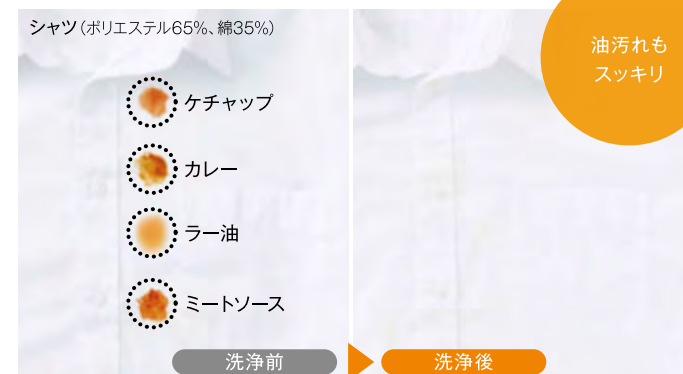 シャツ（ポリエステル65%、綿35%）
油汚れも
スッキリ
ケチャップ
カレー
ラー油
ミートソース
洗浄前
洗浄後